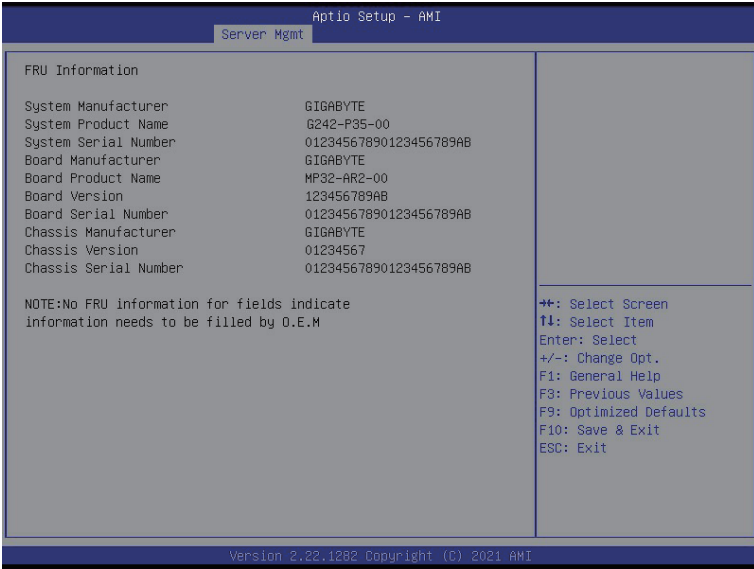 Aptio Setup – AMI
Server Mgmt
FRU Information
System Manufacturer GIGABYTE
System Product Name G242-P35-00
System Serial Number 01234567890123456789AB
Board Manufacturer GIGABYTE
Board Product Name MP32-AR2-00
Board Version 123456789AB
Board Serial Number 01234567890123456789AB
Chassis Manufacturer GIGABYTE
Chassis Version 01234567
Chassis Serial Number 01234567890123456789AB
NOTE:No FRU information for fields indicate
information needs to be filled by O.E.M
→←: Select Screen
↑↓: Select Item
Enter: Select
+/-: Change Opt.
F1: General Help
F3: Previous Values
F9: Optimized Defaults
F10: Save & Exit
ESC: Exit
Version 2.22.1282 Copyright (C) 2021 AMI